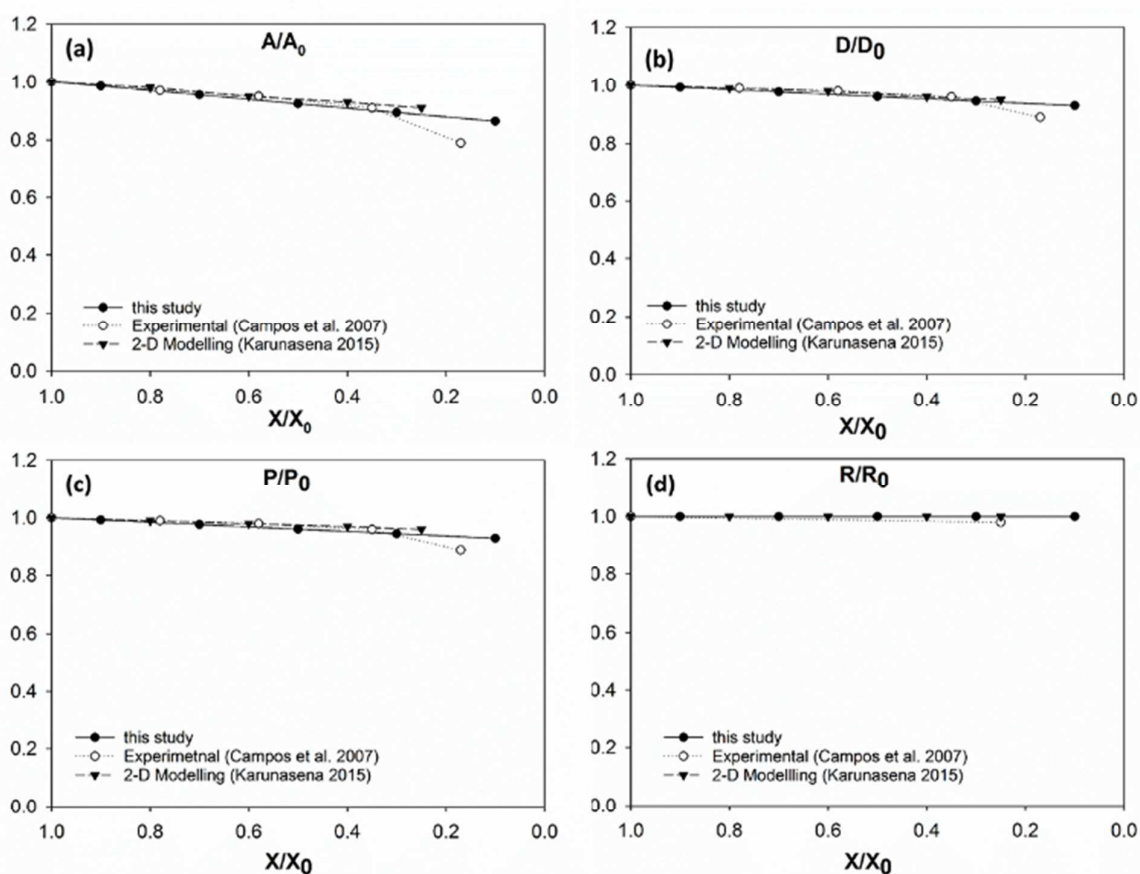 (a)
A/A0
1.2
1.0
0.8
0.6
0.4
0.2
0.0
this study
Experimental (Campos et al. 2007)
2-D Modelling (Karunasena 2015)
1.0 0.8 0.6 0.4 0.2 0.0
X/X0
(b)
D/D0
1.2
1.0
0.8
0.6
0.4
0.2
0.0
this study
Experimental (Campos et al. 2007)
2-D Modelling (Karunasena 2015)
1.0 0.8 0.6 0.4 0.2 0.0
X/X0
(c)
P/P0
1.2
1.0
0.8
0.6
0.4
0.2
0.0
this study
Experimetnal (Campos et al. 2007)
2-D Modelling (Karunasena 2015)
1.0 0.8 0.6 0.4 0.2 0.0
X/X0
(d)
R/R0
1.2
1.0
0.8
0.6
0.4
0.2
0.0
this study
Experimental (Campos et al. 2007)
2-D Modellling (Karunasena 2015)
1.0 0.8 0.6 0.4 0.2 0.0
X/X0